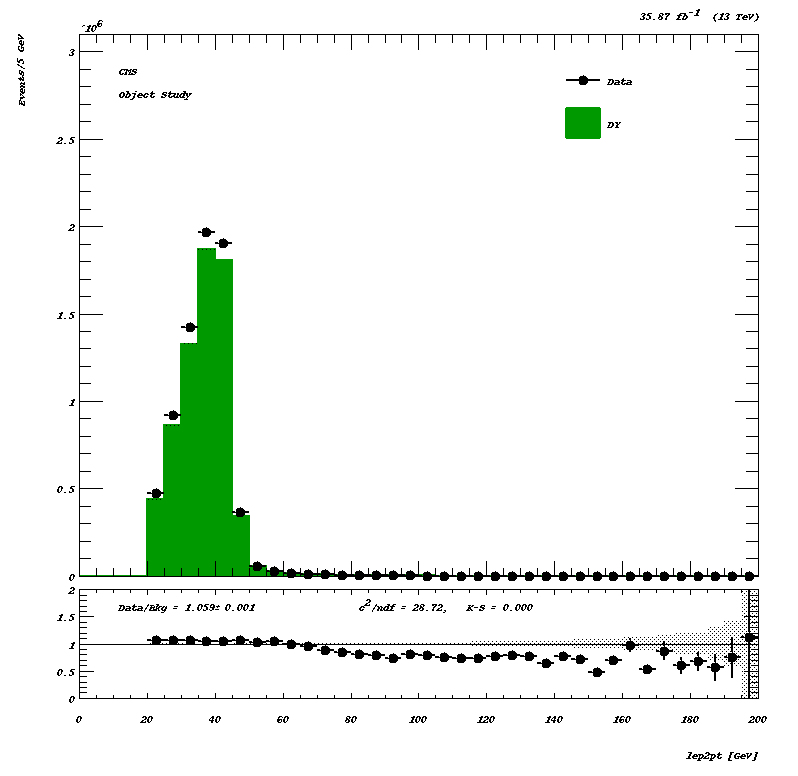 35.87 fb-1 (13 TeV)
´10^6
Events/5 GeV
CMS
Object Study
Data
DY
3
2.5
2
1.5
1
0.5
0
Data/Bkg = 1.059± 0.001 c2/ndf = 28.72, K-S = 0.000
2
1.5
1
0.5
0
0 20 40 60 80 100 120 140 160 180 200
lep2pt [GeV]